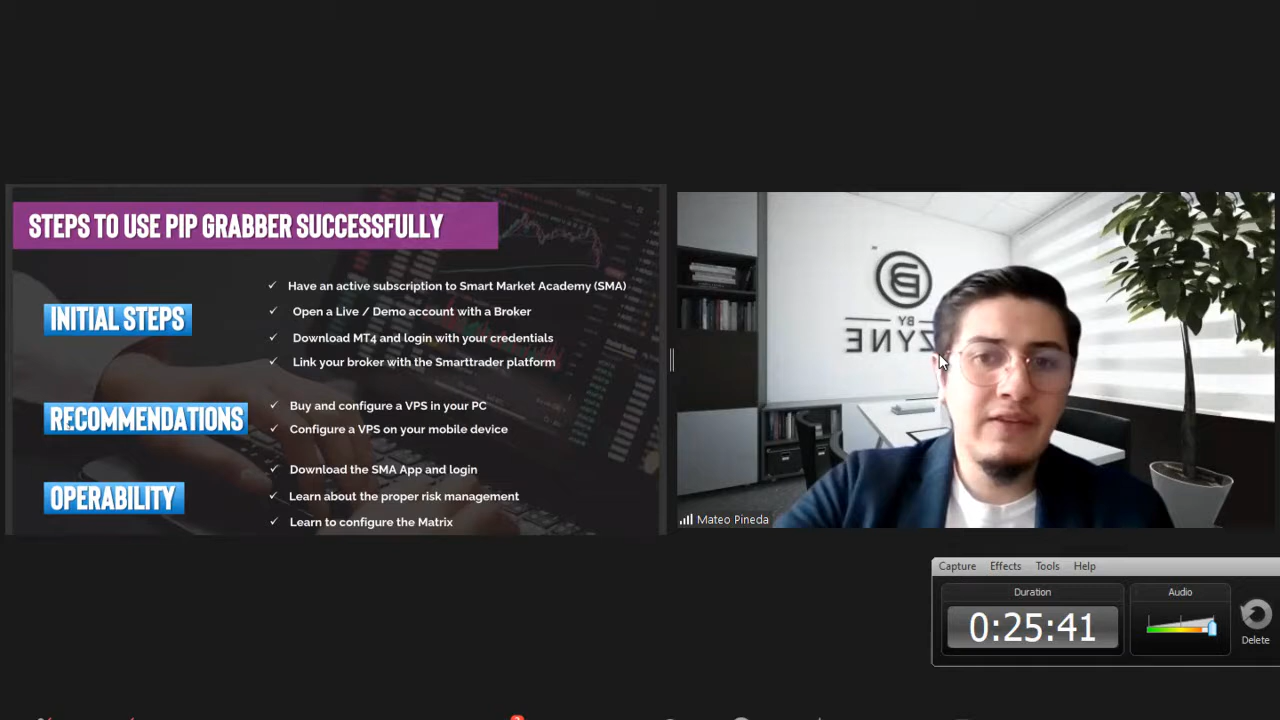 STEPS TO USE PIP GRABBER SUCCESSFULLY
INITIAL STEPS
✓ Have an active subscription to Smart Market Academy (SMA)
✓ Open a Live / Demo account with a Broker
✓ Download MT4 and login with your credentials
✓ Link your broker with the Smarttrader platform
RECOMMENDATIONS
✓ Buy and configure a VPS in your PC
✓ Configure a VPS on your mobile device
OPERABILITY
✓ Download the SMA App and login
✓ Learn about the proper risk management
✓ Learn to configure the Matrix
BY
ZYNE
Mateo Pineda
Capture Effects Tools Help
Duration
0:25:41
Audio
Delete